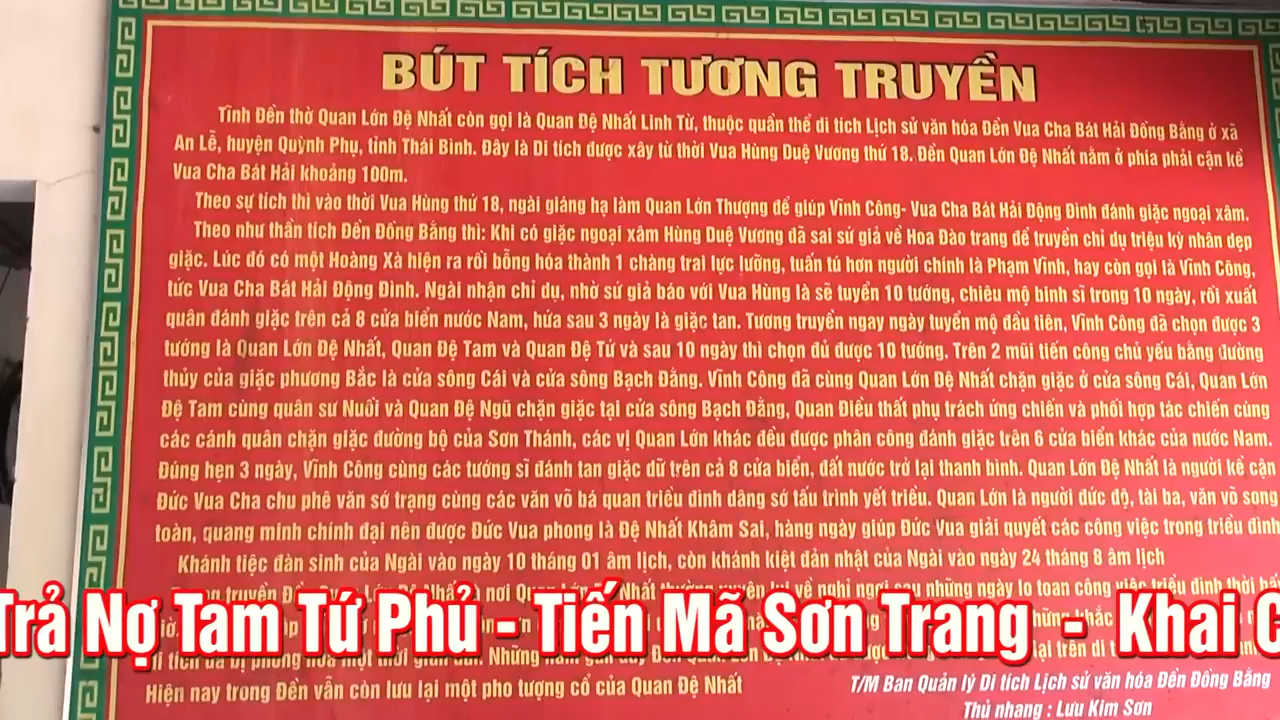 BÚT TÍCH TƯƠNG TRUYỀN
Tĩnh Đền thờ Quan Lớn Đệ Nhất còn gọi là Quan Đệ Nhất Linh Từ, thuộc quần thể di tích Lịch sử văn hóa Đền Vua Cha Bát Hải Đồng Bằng ở xã
An Lễ, huyện Quỳnh Phụ, tỉnh Thái Bình. Đây là Di tích được xây từ thời Vua Hùng Duệ Vương thứ 18. Đền Quan Lớn Đệ Nhất nằm ở phía phải cận kề
Vua Cha Bát Hải khoảng 100m.
Theo sự tích thì vào thời Vua Hùng thứ 18, ngài giáng hạ làm Quan Lớn Thượng để giúp Vĩnh Công- Vua Cha Bát Hải Động Đình đánh giặc ngoại xâm.
Theo như thần tích Đền Đồng Bằng thì: Khi có giặc ngoại xâm Hùng Duệ Vương đã sai sứ giả về Hoa Đào trang để truyền chỉ dụ triệu kỳ nhân dẹp
giặc. Lúc đó có một Hoàng Xà hiện ra rồi bỗng hóa thành 1 chàng trai lực lưỡng, tuấn tú hơn người chính là Phạm Vĩnh, hay còn gọi là Vĩnh Công,
tức Vua Cha Bát Hải Động Đình. Ngài nhận chỉ dụ, nhờ sứ giả báo với Vua Hùng là sẽ tuyển 10 tướng, chiêu mộ binh sĩ trong 10 ngày, rồi xuất
quân đánh giặc trên cả 8 cửa biển nước Nam, hứa sau 3 ngày là giặc tan. Tương truyền ngay ngày tuyển mộ đầu tiên, Vĩnh Công đã chọn được 3
tướng là Quan Lớn Đệ Nhất, Quan Đệ Tam và Quan Đệ Tứ và sau 10 ngày thì chọn đủ được 10 tướng. Trên 2 mũi tiến công chủ yếu bằng đường
thủy của giặc phương Bắc là cửa sông Cái và cửa sông Bạch Đằng. Vĩnh Công đã cùng Quan Lớn Đệ Nhất chặn giặc ở cửa sông Cái, Quan Lớn
Đệ Tam cùng quân sư Nuồi và Quan Đệ Ngũ chặn giặc tại cửa sông Bạch Đằng, Quan Điều thất phụ trách ứng chiến và phối hợp tác chiến cùng
các cánh quân chặn giặc đường bộ của Sơn Thánh, các vị Quan Lớn khác đều được phân công đánh giặc trên 6 cửa biển khác của nước Nam.
Đúng hẹn 3 ngày, Vĩnh Công cùng các tướng sĩ đánh tan giặc dữ trên cả 8 cửa biển, đất nước trở lại thanh bình. Quan Lớn Đệ Nhất là người kề cận
Đức Vua Cha chu phê văn sớ trạng cùng các văn võ bá quan triều đình dâng sớ tấu trình yết triều. Quan Lớn là người đức độ, tài ba, văn võ song
toàn, quang minh chính đại nên được Đức Vua phong là Đệ Nhất Khâm Sai, hàng ngày giúp Đức Vua giải quyết các công việc trong triều đình
Khánh tiệc đàn sinh của Ngài vào ngày 10 tháng 01 âm lịch, còn khánh kiệt đản nhật của Ngài vào ngày 24 tháng 8 âm lịch
truyền Đền Lớn Đệ Nhất nơi Quan Lớn Nhất thường xuyên lui về nghỉ ngơi sau những ngày lo toan công việc triều đình thời
Trả Nợ Tam Tứ Phủ - Tiến Mã Sơn Trang - Khai
Hiện nay trong Đền vẫn còn lưu lại một pho tượng cổ của Quan Đệ Nhất
T/M Ban Quản lý Di tích Lịch sử văn hóa Đền Đồng Bằng
Thủ nhang : Lưu Kim Sơn